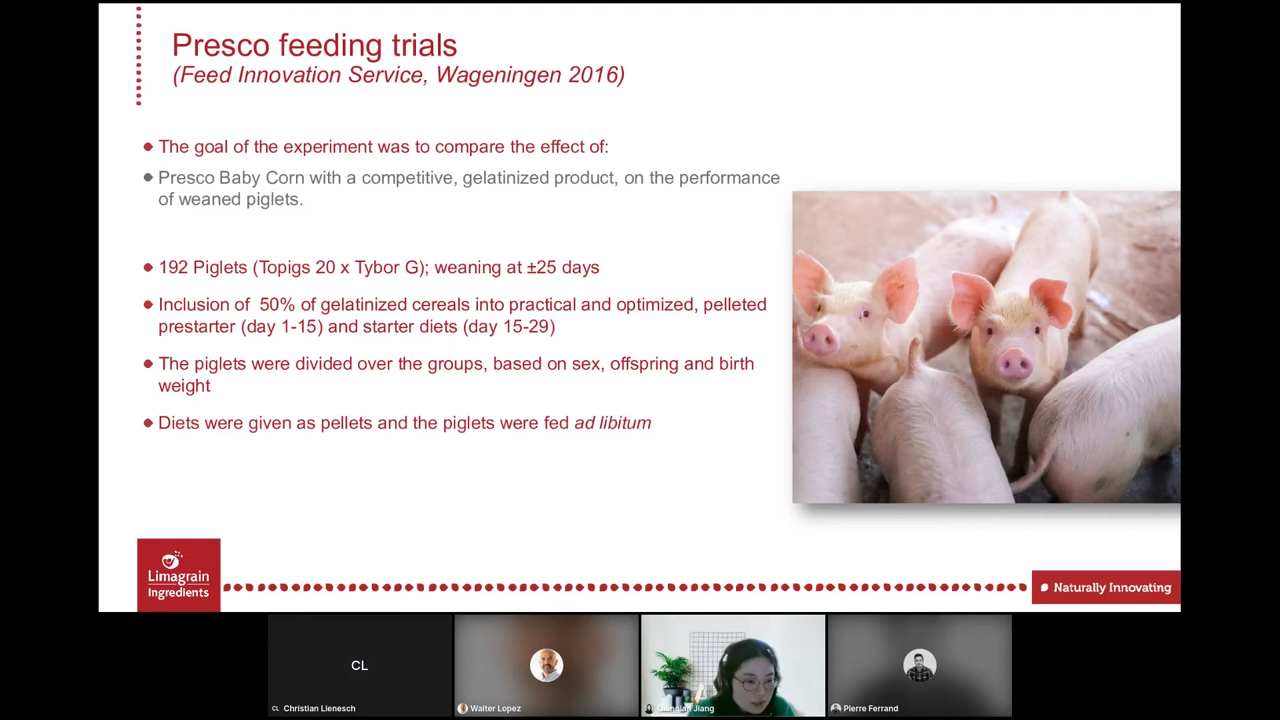 Presco feeding trials
(Feed Innovation Service, Wageningen 2016)
The goal of the experiment was to compare the effect of:
Presco Baby Corn with a competitive, gelatinized product, on the performance
of weaned piglets.
192 Piglets (Topigs 20 x Tybor G); weaning at ±25 days
Inclusion of 50% of gelatinized cereals into practical and optimized, pelleted
prestarter (day 1-15) and starter diets (day 15-29)
The piglets were divided over the groups, based on sex, offspring and birth
weight
Diets were given as pellets and the piglets were fed ad libitum
Limagrain
Ingredients
Naturally Innovating
CL
CL Christian Lienesch
Walter Lopez
Qianqian Jiang
Pierre Ferrand